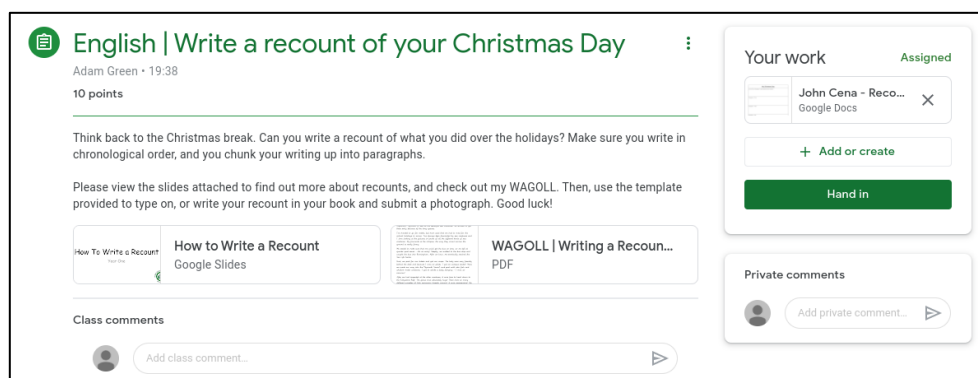 English | Write a recount of your Christmas Day
Adam Green • 19:38
10 points
Think back to the Christmas break. Can you write a recount of what you did over the holidays? Make sure you write in
chronological order, and you chunk your writing up into paragraphs.
Please view the slides attached to find out more about recounts, and check out my WAGOLL. Then, use the template
provided to type on, or write your recount in your book and submit a photograph. Good luck!
How To Write a Recount
How to Write a Recount
Google Slides
WAGOLL | Writing a Recoun...
PDF
Class comments
Add class comment...
Your work
Assigned
John Cena - Reco...
Google Docs
+ Add or create
Hand in
Private comments
Add private comment...